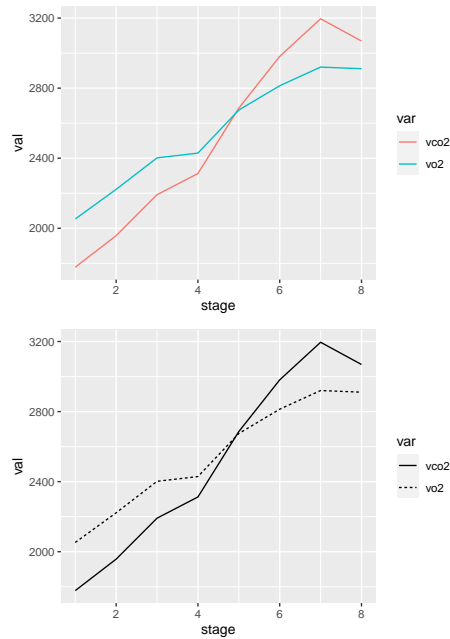 3200
2800
2400
2000
val
2 4 6 8
stage
var
vco2
vo2
3200
2800
2400
2000
val
2 4 6 8
stage
var
vco2
vo2